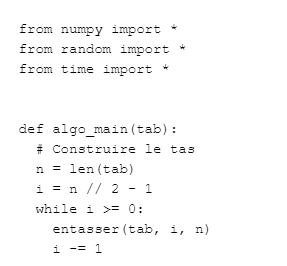 from numpy import *
from random import *
from time import *
def algo_main(tab):
  # Construire le tas
  n = len(tab)
  i = n // 2 - 1
  while i >= 0:
    entasser(tab, i, n)
    i -= 1